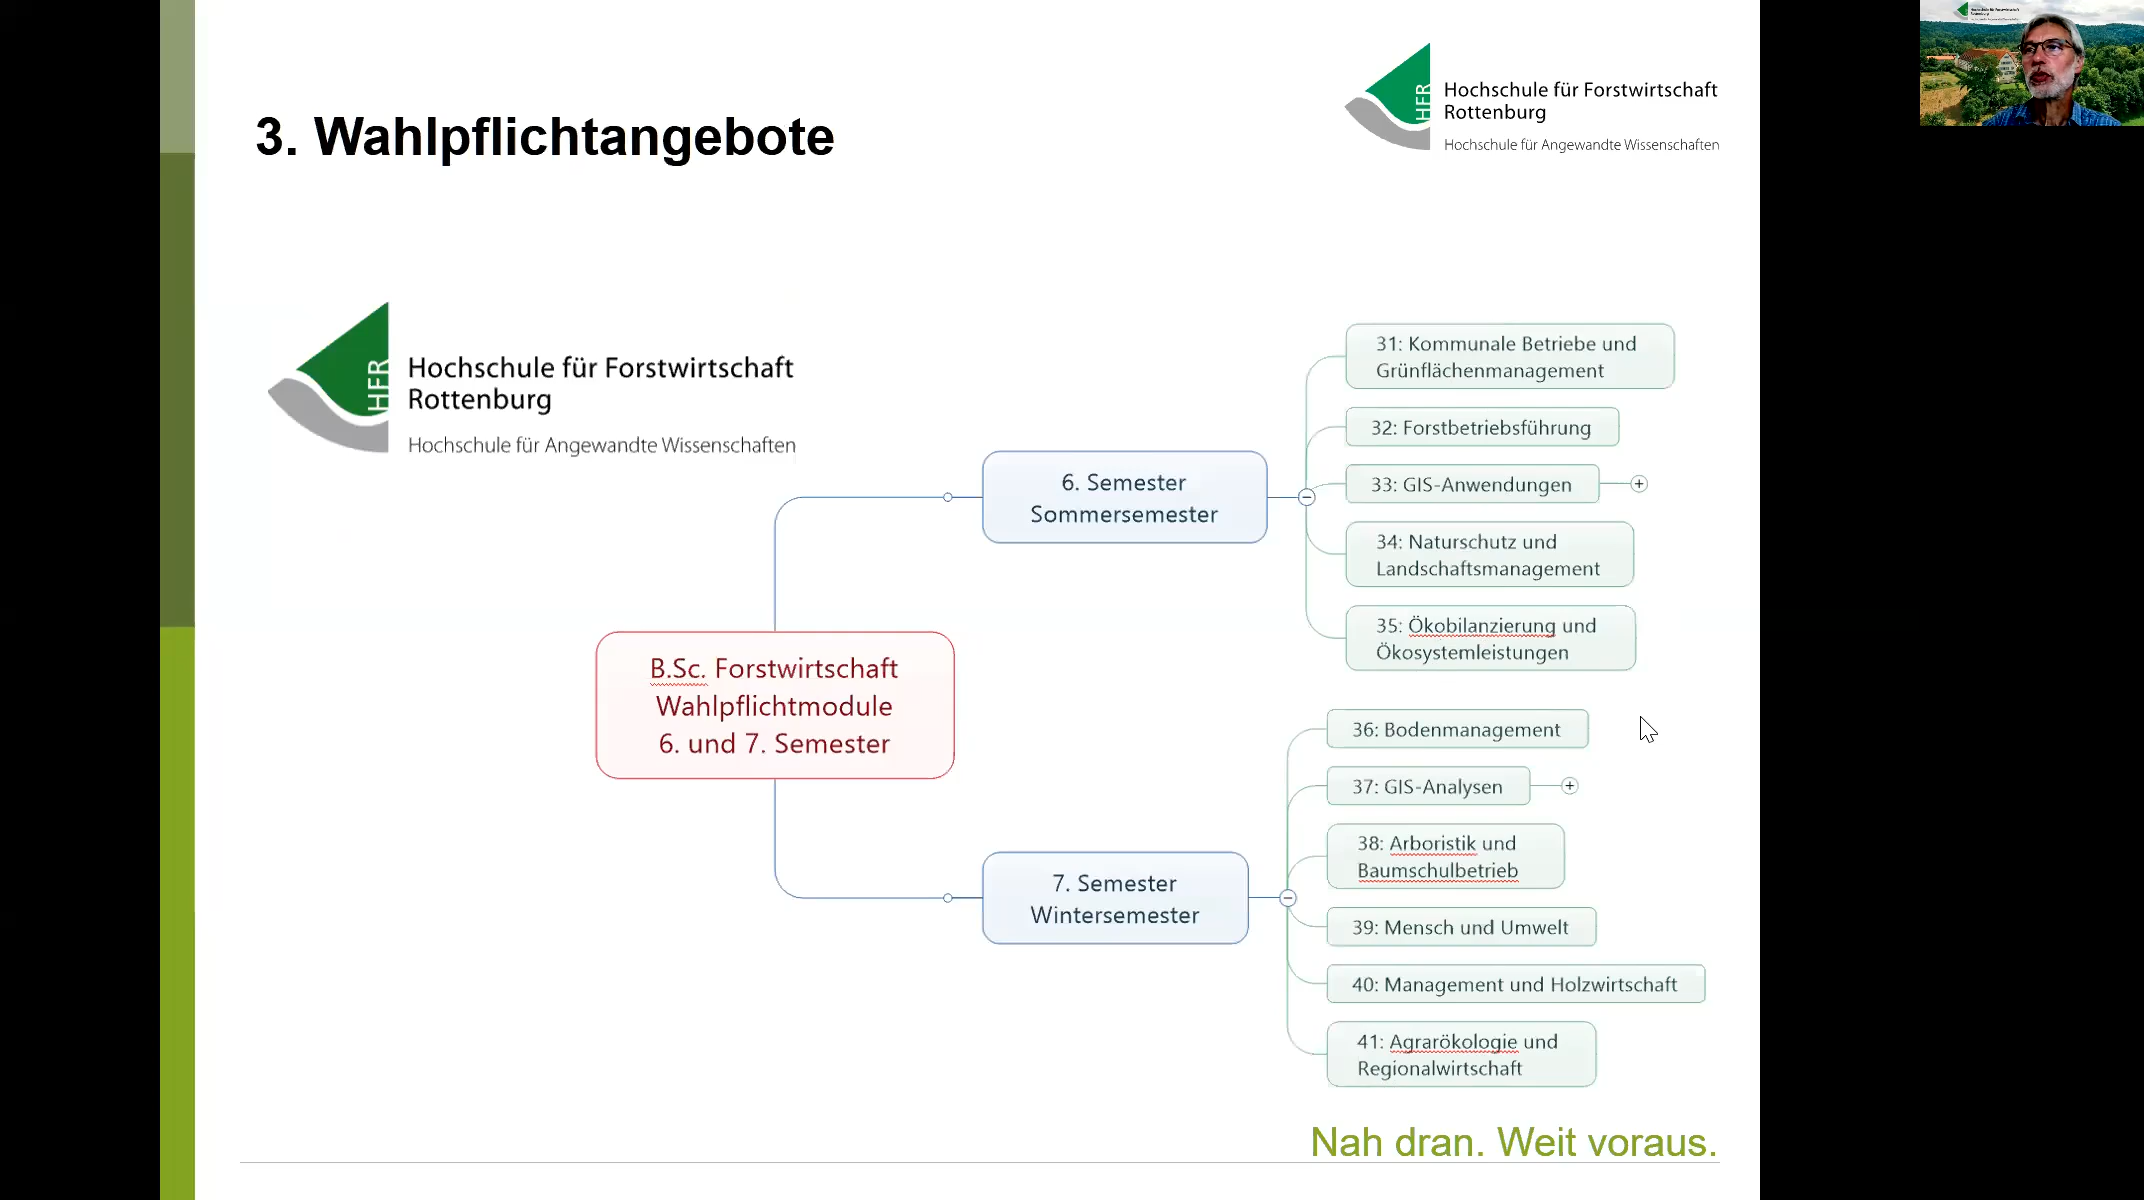 3. Wahlpflichtangebote
HFR
Hochschule für Forstwirtschaft
Rottenburg
Hochschule für Angewandte Wissenschaften
HFR
Hochschule für Forstwirtschaft
Rottenburg
Hochschule für Angewandte Wissenschaften
B.Sc. Forstwirtschaft
Wahlpflichtmodule
6. und 7. Semester
6. Semester
Sommersemester
31: Kommunale Betriebe und
Grünflächenmanagement
32: Forstbetriebsführung
33: GIS-Anwendungen
34: Naturschutz und
Landschaftsmanagement
35: Ökobilanzierung und
Ökosystemleistungen
7. Semester
Wintersemester
36: Bodenmanagement
37: GIS-Analysen
38: Arboristik und
Baumschulbetrieb
39: Mensch und Umwelt
40: Management und Holzwirtschaft
41: Agrarökologie und
Regionalwirtschaft
Nah dran. Weit voraus.
Hochschule für Forstwirtschaft
Rottenburg